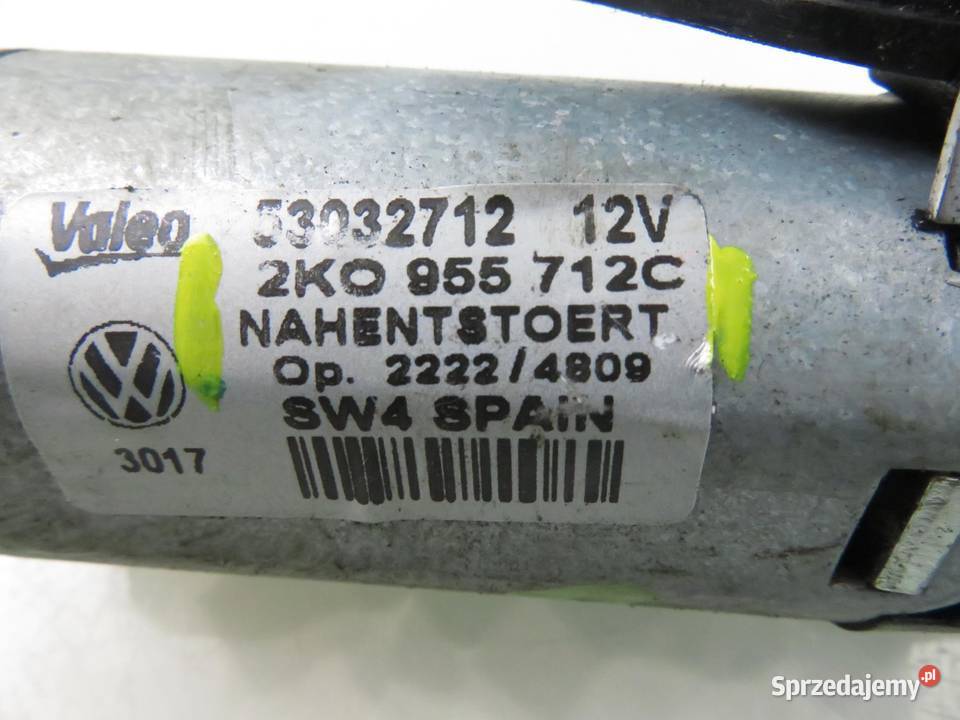 Valeo 53032712 12V
2KO 955 712C
NAHENTSTOERT
Op. 2222/4809
SW4 SPAIN
3017
Sprzedajemy.pl